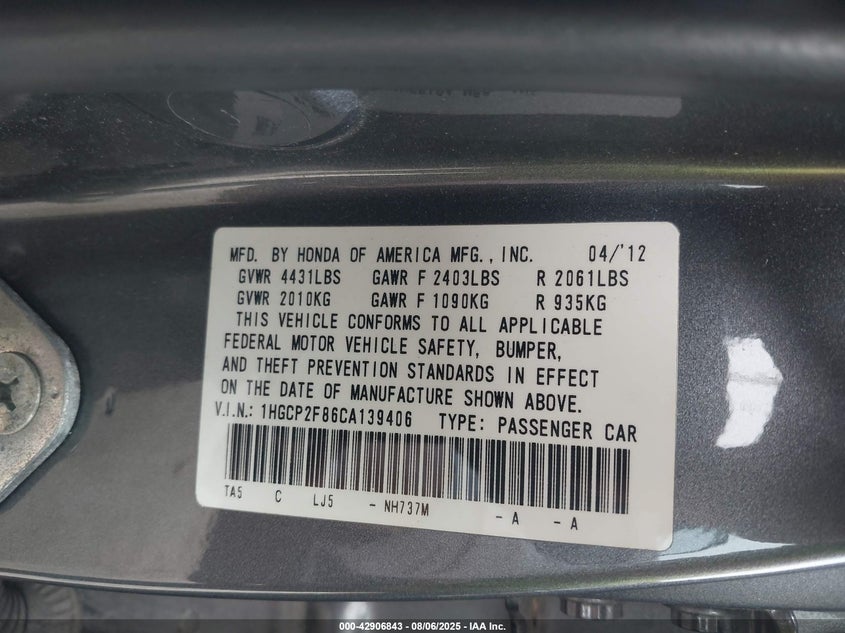 MFD. BY HONDA OF AMERICA MFG., INC. 04/'12
GVWR 4431LBS GAWR F 2403LBS R 2061LBS
GVWR 2010KG GAWR F 1090KG R 935KG
THIS VEHICLE CONFORMS TO ALL APPLICABLE
FEDERAL MOTOR VEHICLE SAFETY, BUMPER,
AND THEFT PREVENTION STANDARDS IN EFFECT
ON THE DATE OF MANUFACTURE SHOWN ABOVE.
V.I.N.: 1HGCP2F86CA139406 TYPE: PASSENGER CAR
TA5 C LJ5 - NH737M - A - A
000-42906843 - 08/06/2025 - IAA Inc.